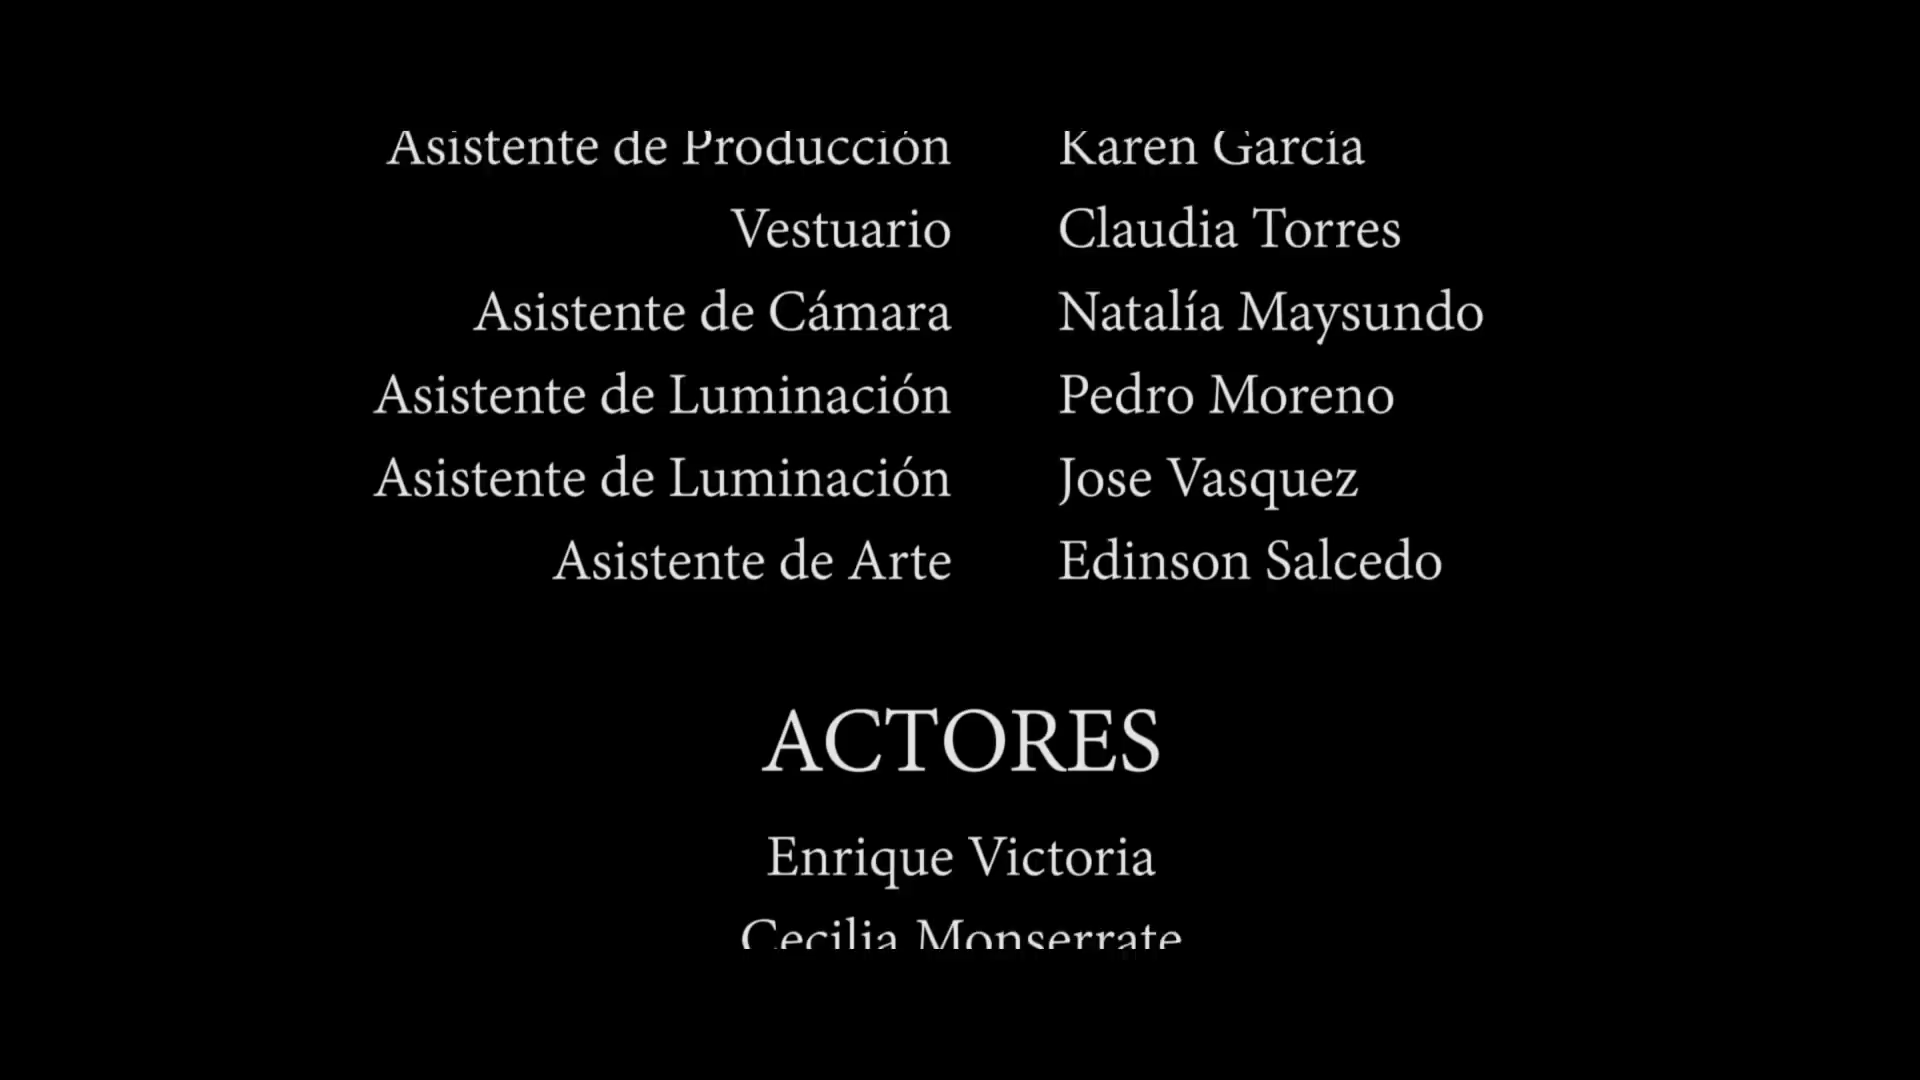 Asistente de Producción Karen García
Vestuario Claudia Torres
Asistente de Cámara Natalía Maysundo
Asistente de Luminación Pedro Moreno
Asistente de Luminación Jose Vasquez
Asistente de Arte Edinson Salcedo
ACTORES
Enrique Victoria
Cecilia Monserrate